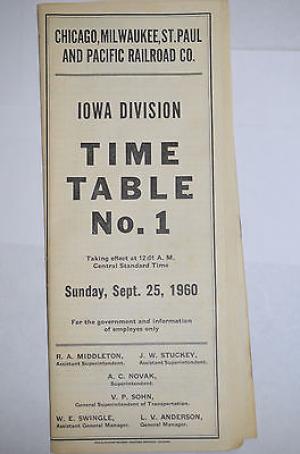 CHICAGO, MILWAUKEE, ST. PAUL
AND PACIFIC RAILROAD CO.
IOWA DIVISION
TIME
TABLE
No. 1
Taking effect at 12:01 A. M.
Central Standard Time
Sunday, Sept. 25, 1960
For the government and information
of employes only
R. A. MIDDLETON, J. W. STUCKEY,
Assistant Superintendent. Assistant Superintendent.
A. C. NOVAK,
Superintendent.
V. P. SOHN,
General Superintendent of Transportation.
W. E. SWINGLE, L. V. ANDERSON,
Assistant General Manager. General Manager.